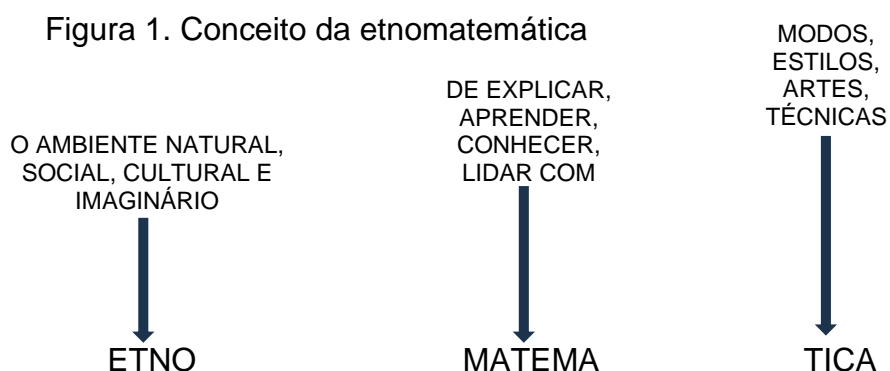 Figura 1. Conceito da etnomatemática
O AMBIENTE NATURAL,
SOCIAL, CULTURAL E
IMAGINÁRIO
DE EXPLICAR,
APRENDER,
CONHECER,
LIDAR COM
MODOS,
ESTILOS,
ARTES,
TÉCNICAS
ETNO
MATEMA
TICA